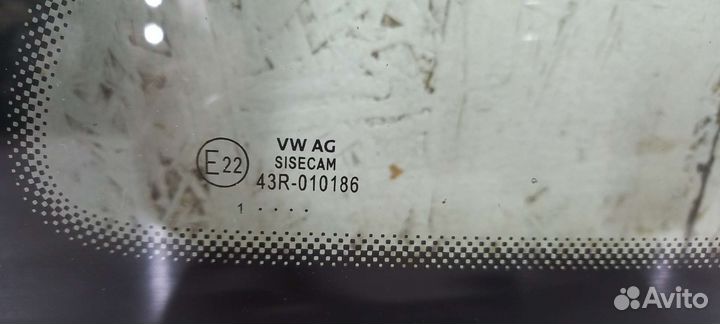 VW AG
SISECAM
E22
43R-010186
1 ····
Avito